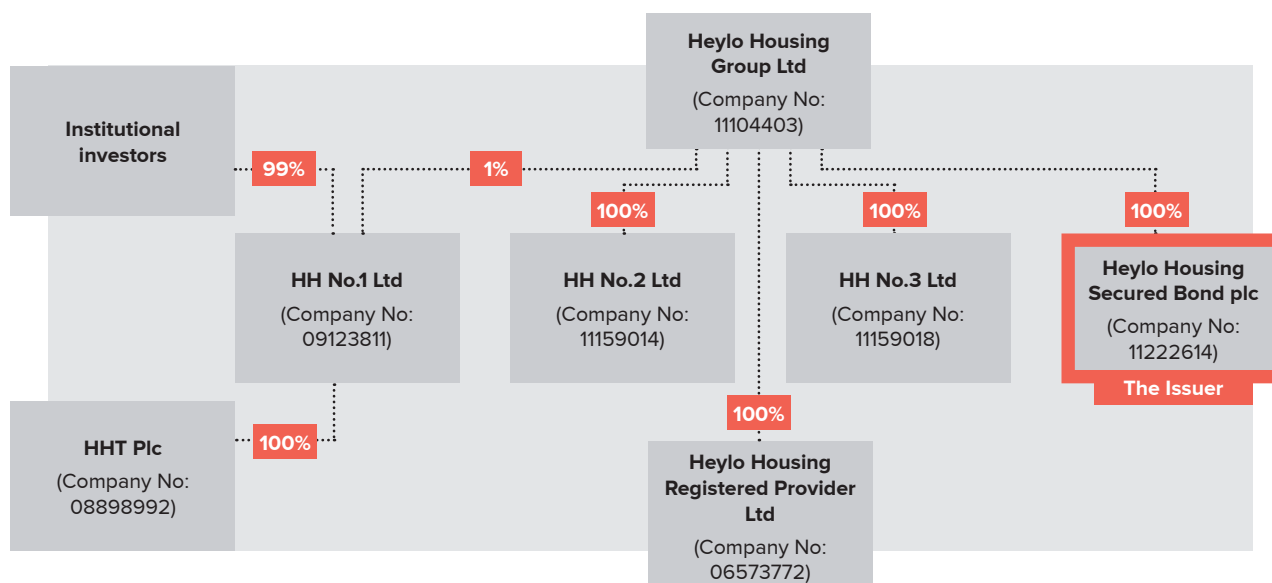 Heylo Housing
Group Ltd
(Company No:
11104403)
Institutional
investors
99%
1%
100%
100%
100%
HH No.1 Ltd
(Company No:
09123811)
HH No.2 Ltd
(Company No:
11159014)
HH No.3 Ltd
(Company No:
11159018)
Heylo Housing
Secured Bond plc
(Company No:
11222614)
The Issuer
HHT Plc
(Company No:
08898992)
100%
100%
Heylo Housing
Registered Provider
Ltd
(Company No:
06573772)